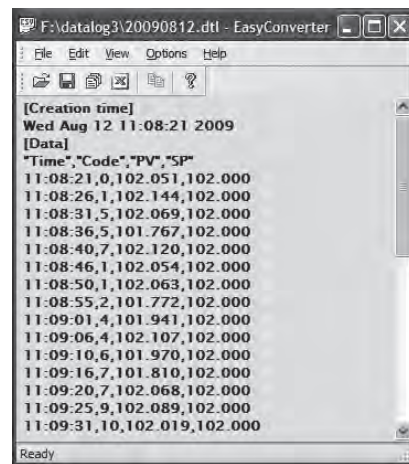 F:\datalog3\20090812.dtl - EasyConverter
File Edit View Options Help
[Creation time]
Wed Aug 12 11:08:21 2009
[Data]
"Time","Code","PV","SP"
11:08:21,0,102.051,102.000
11:08:26,1,102.144,102.000
11:08:31,5,102.069,102.000
11:08:36,5,101.767,102.000
11:08:40,7,102.120,102.000
11:08:46,1,102.054,102.000
11:08:50,1,102.063,102.000
11:08:55,2,101.772,102.000
11:09:01,4,101.941,102.000
11:09:06,4,102.107,102.000
11:09:10,6,101.970,102.000
11:09:16,7,101.810,102.000
11:09:20,7,102.068,102.000
11:09:25,9,102.089,102.000
11:09:31,10,102.019,102.000
Ready